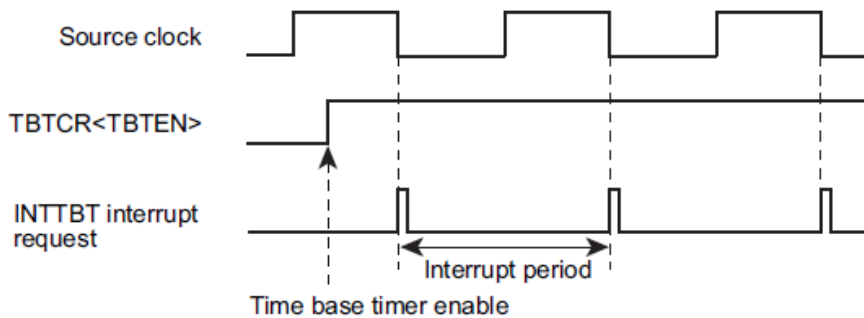 Source clock
TBTCR<TBTEN>
INTTBT interrupt
request
Interrupt period
Time base timer enable